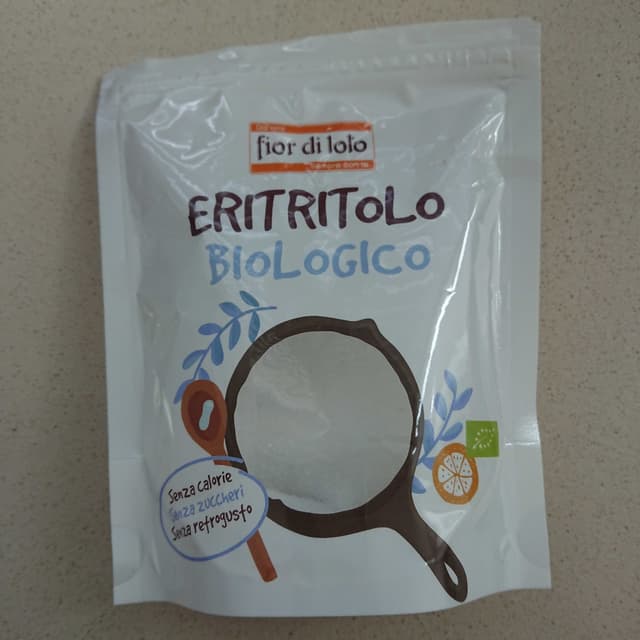 fior di loto
ERITRITOLO
BIOLOGICO
Senza calorie
Senza zuccheri
Senza retrogusto